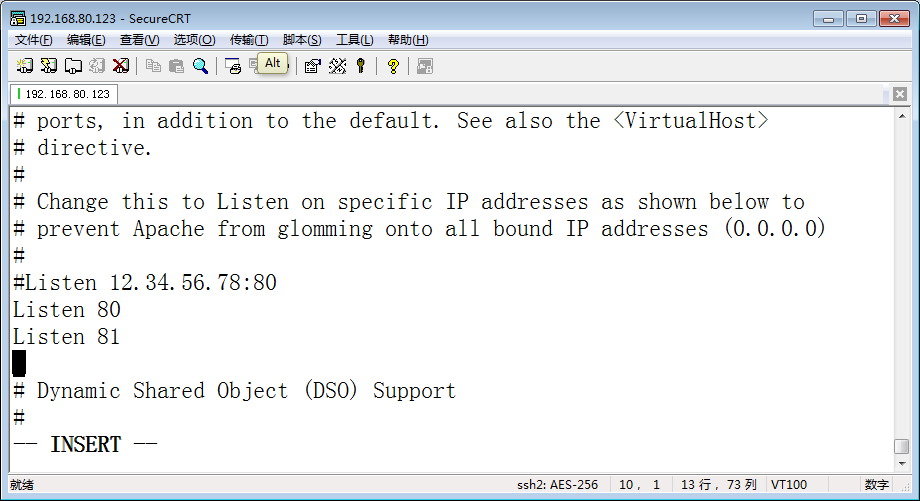 192.168.80.123 - SecureCRT
文件(F) 编辑(E) 查看(V) 选项(O) 传输(T) 脚本(S) 工具(L) 帮助(H)
Alt
192.168.80.123
# ports, in addition to the default. See also the <VirtualHost>
# directive.
#
# Change this to Listen on specific IP addresses as shown below to
# prevent Apache from glomming onto all bound IP addresses (0.0.0.0)
#
#Listen 12.34.56.78:80
Listen 80
Listen 81
# Dynamic Shared Object (DSO) Support
#
-- INSERT --
就绪 ssh2: AES-256 10, 1 13 行, 73 列 VT100 数字